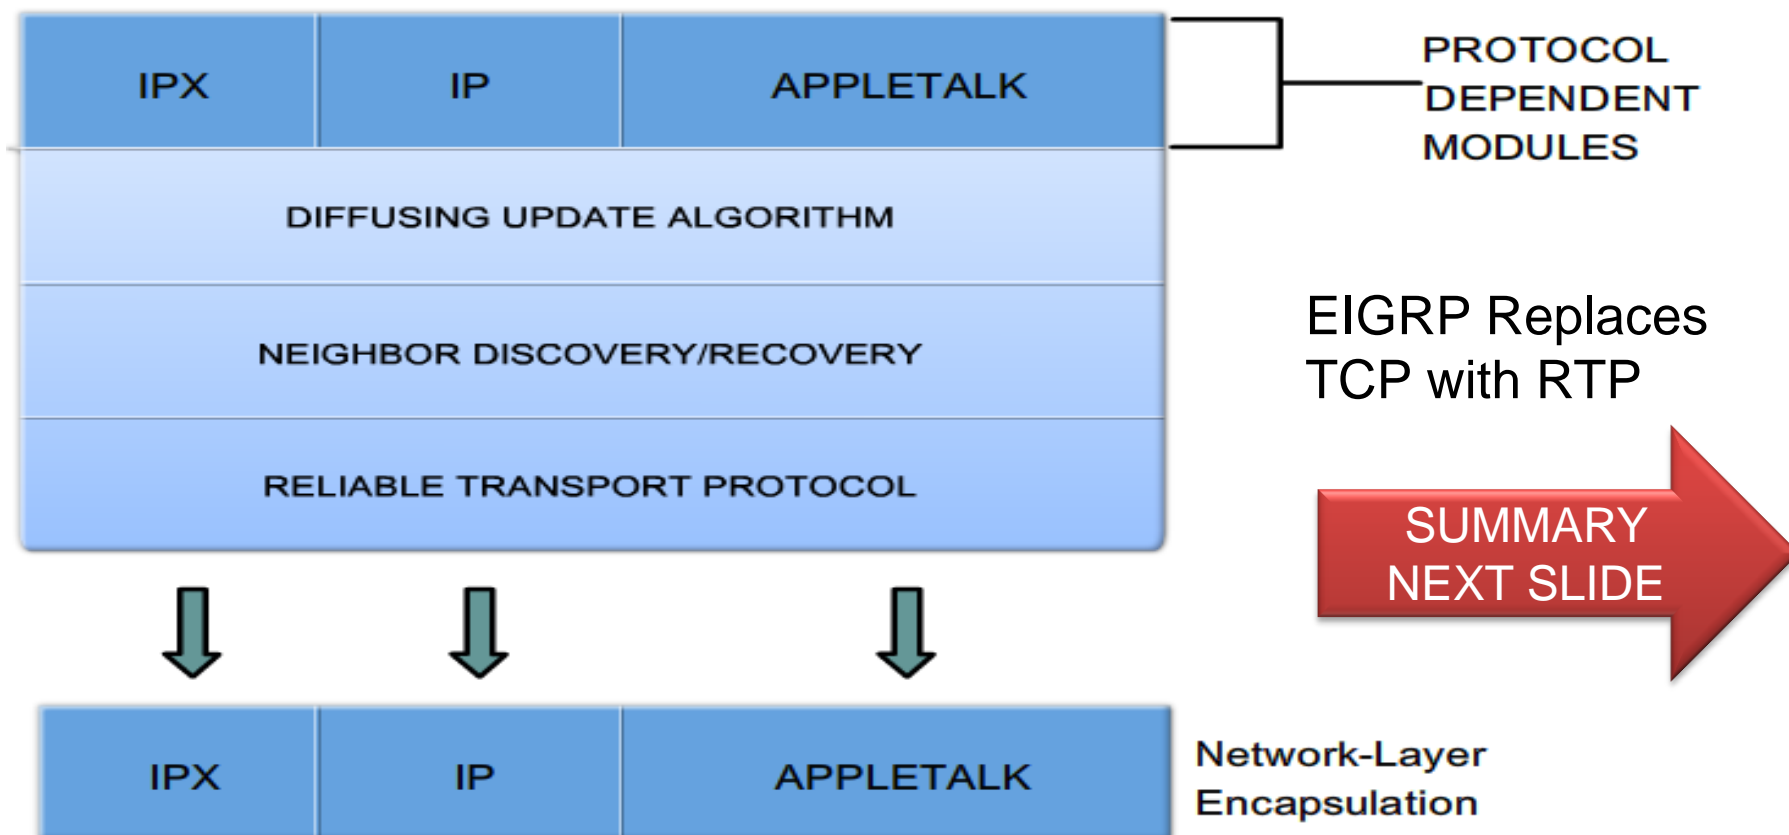 IPX IP APPLETALK
PROTOCOL
DEPENDENT
MODULES
DIFFUSING UPDATE ALGORITHM
NEIGHBOR DISCOVERY/RECOVERY
RELIABLE TRANSPORT PROTOCOL
EIGRP Replaces
TCP with RTP
SUMMARY
NEXT SLIDE
IPX IP APPLETALK
Network-Layer
Encapsulation